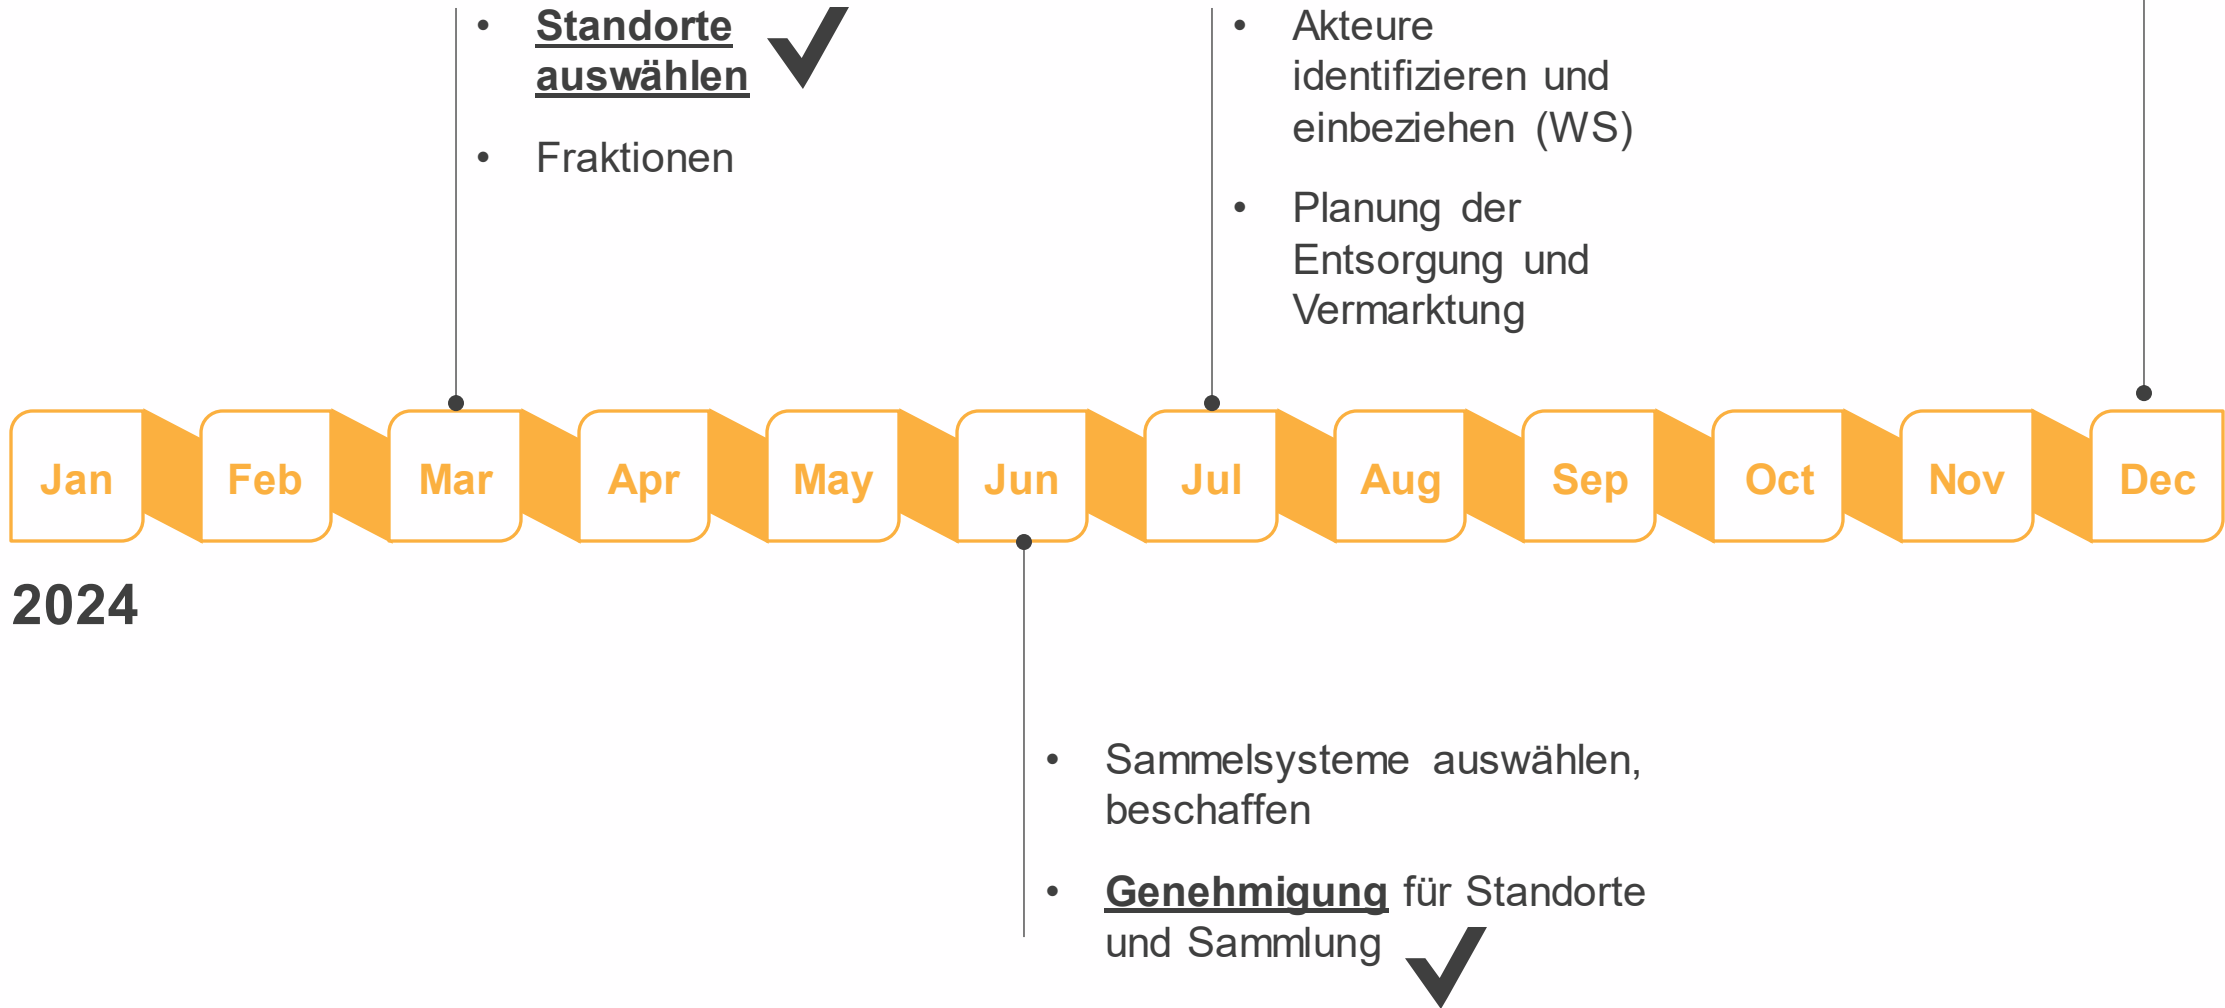 • Standorte
auswählen
• Fraktionen
• Akteure
identifizieren und
einbeziehen (WS)
• Planung der
Entsorgung und
Vermarktung
Jan Feb Mar Apr May Jun Jul Aug Sep Oct Nov Dec
2024
• Sammelsysteme auswählen,
beschaffen
• Genehmigung für Standorte
und Sammlung